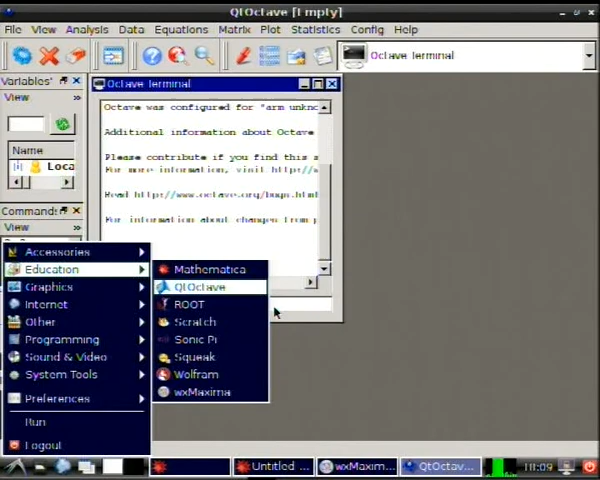 QtOctave [Empty]
File View Analysis Data Equations Matrix Plot Statistics Config Help
Octave Terminal
Variables'
View
Name
Loca
Command:
View
Octave Terminal
Octave was configured for "arm unkno
Additional information about Octave
Please contribute if you find this s
For more information, visit http://w
Read http://www.octave.org/bugs.html
For information about changes from p
Accessories
Education
Graphics
Internet
Other
Programming
Sound & Video
System Tools
Preferences
Run
Logout
Mathematica
QtOctave
ROOT
Scratch
Sonic Pi
Squeak
Wolfram
wxMaxima
Untitled ...
wxMaxim...
QtOctav...
18:09